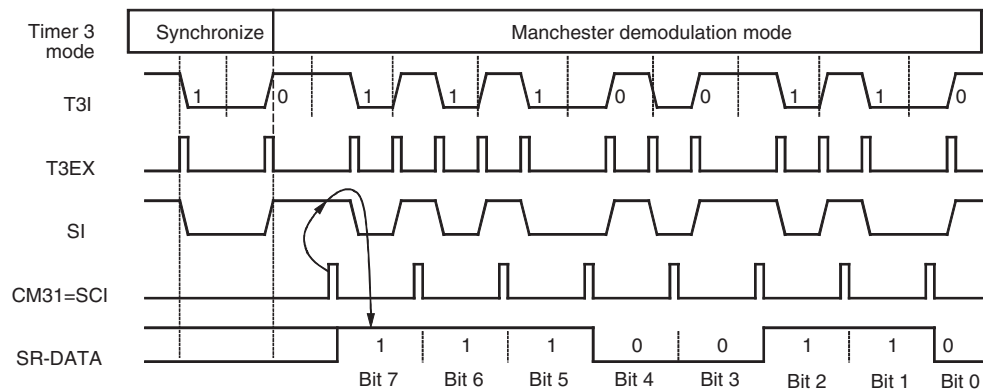 Timer 3 mode Synchronize Manchester demodulation mode
T3I 1 0 1 1 1 0 0 1 1 0
T3EX
SI
CM31=SCI
SR-DATA 1 1 1 0 0 1 1 0
Bit 7 Bit 6 Bit 5 Bit 4 Bit 3 Bit 2 Bit 1 Bit 0